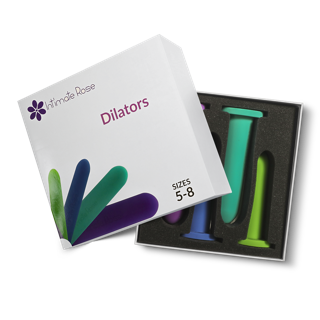 Intimate Rose
Dilators
SIZES
5-8